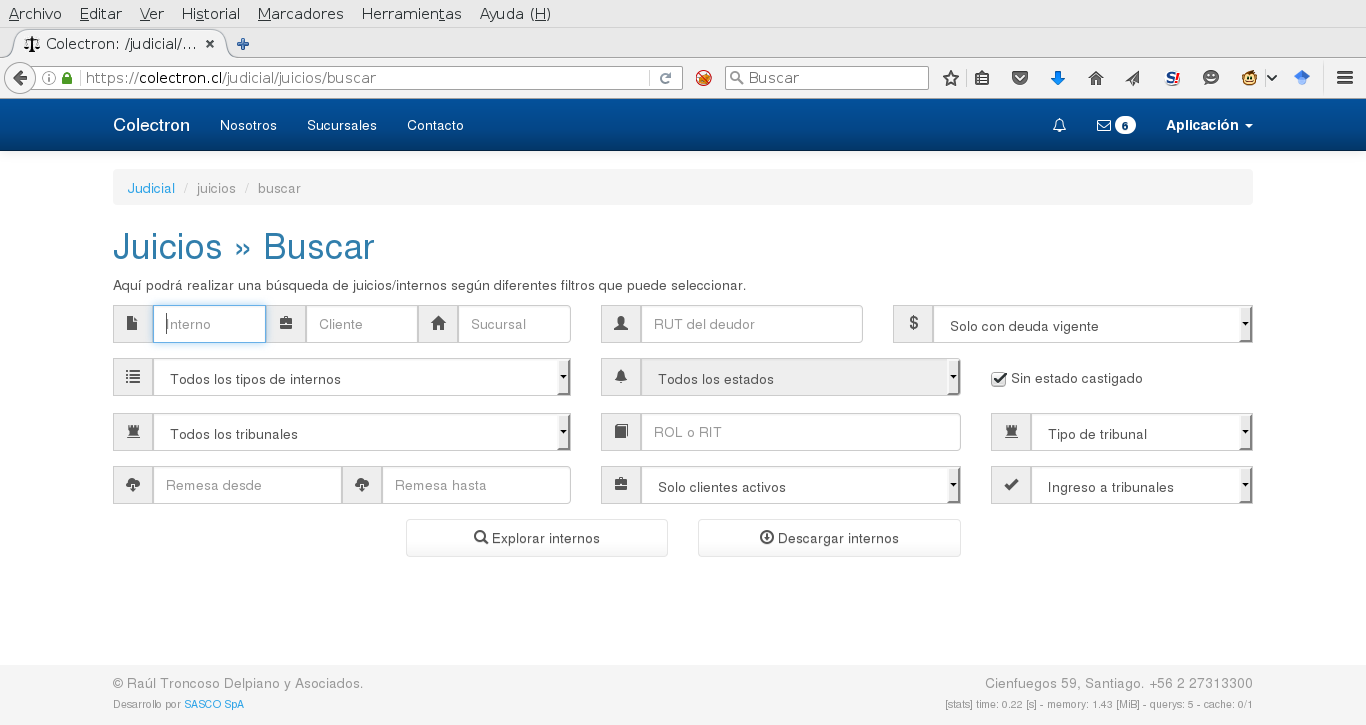 Archivo Editar Ver Historial Marcadores Herramientas Ayuda (H)
Colectron: /judicial/...
https://colectron.cl/judicial/juicios/buscar Buscar
Colectron Nosotros Sucursales Contacto 6 Aplicación
Judicial / juicios / buscar
Juicios » Buscar
Aquí podrá realizar una búsqueda de juicios/internos según diferentes filtros que puede seleccionar.
Interno Cliente Sucursal RUT del deudor $ Solo con deuda vigente
Todos los tipos de internos Todos los estados Sin estado castigado
Todos los tribunales ROL o RIT Tipo de tribunal
Remesa desde Remesa hasta Solo clientes activos Ingreso a tribunales
Explorar internos Descargar internos
© Raúl Troncoso Delpiano y Asociados. Cienfuegos 59, Santiago. +56 2 27313300
Desarrollo por SASCO SpA [stats] time: 0.22 [s] - memory: 1.43 [MiB] - querys: 5 - cache: 0/1